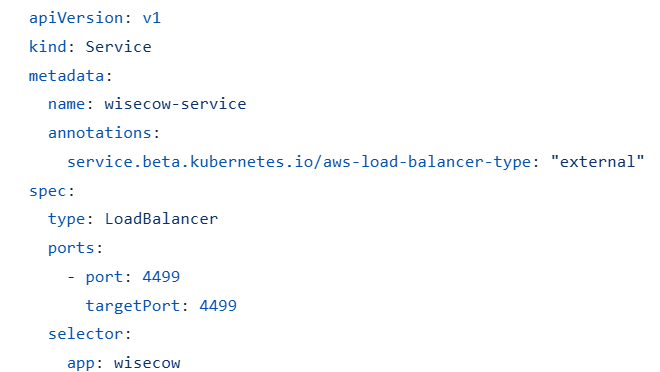 apiVersion: v1
kind: Service
metadata:
  name: wisecow-service
  annotations:
    service.beta.kubernetes.io/aws-load-balancer-type: "external"
spec:
  type: LoadBalancer
  ports:
    - port: 4499
      targetPort: 4499
  selector:
    app: wisecow